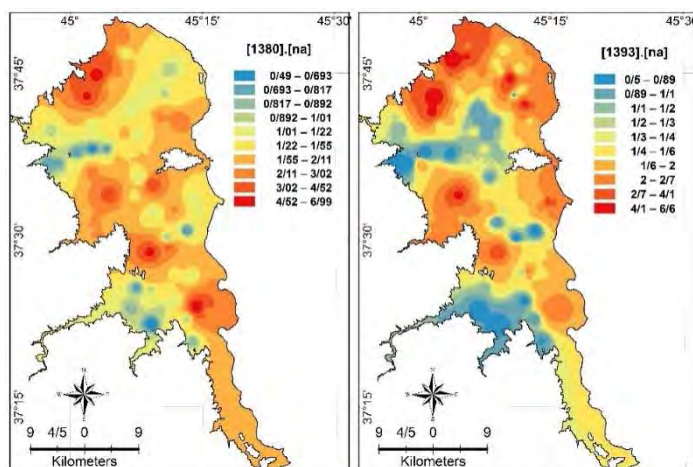 45°'     45°15'     45°30'
45°'     45°15'     45°30'
[1380].[na]
0/49 – 0/693
0/693 – 0/817
0/817 – 0/892
0/892 – 1/01
1/01 – 1/22
1/22 – 1/55
1/55 – 2/11
2/11 – 3/02
3/02 – 4/52
4/52 – 6/99
37°45'
37°30'
37°15'
N
W E
S
9 4/5 0 9
Kilometers
[1393].[na]
0/5 – 0/89
0/89 – 1/1
1/1 – 1/2
1/2 – 1/3
1/3 – 1/4
1/4 – 1/6
1/6 – 2
2 – 2/7
2/7 – 4/1
4/1 – 6/6
37°45'
37°30'
37°15'
N
W E
S
9 4/5 0 9
Kilometers